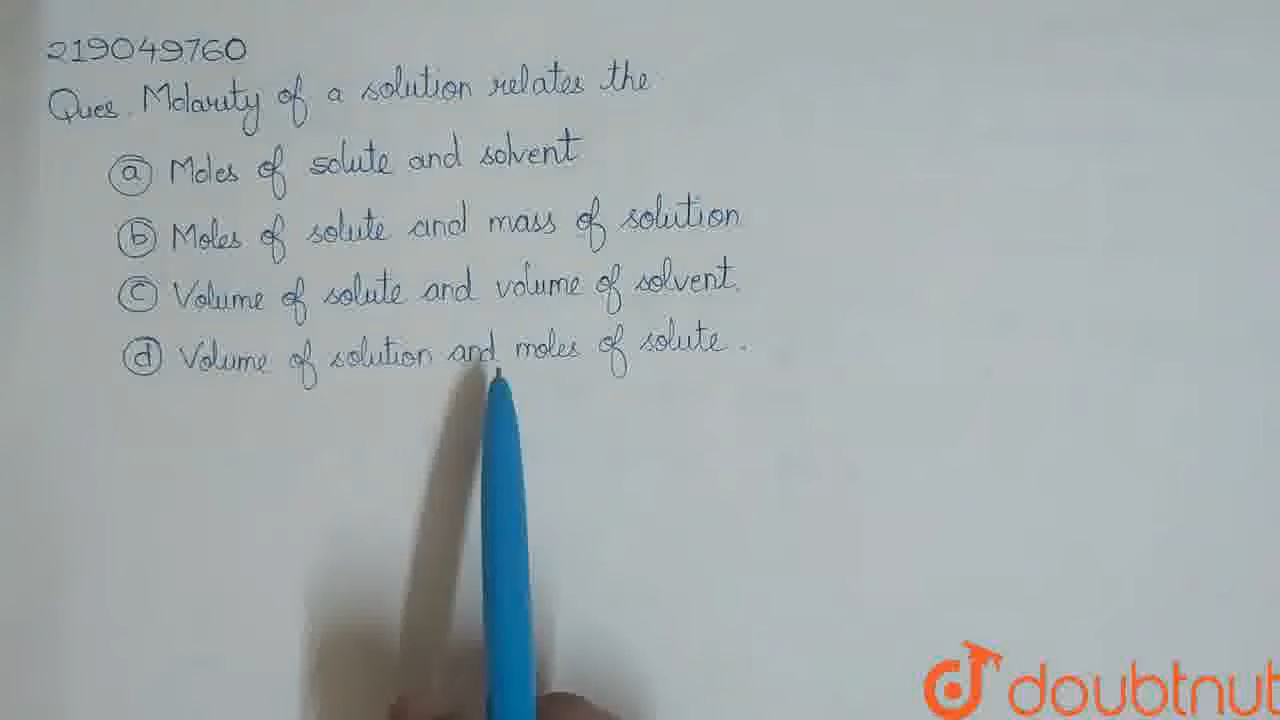 219049760
Ques. Molarity of a solution relates the
(a) Moles of solute and solvent
(b) Moles of solute and mass of solution
(c) Volume of solute and volume of solvent.
(d) Volume of solution and moles of solute.
doubtnut